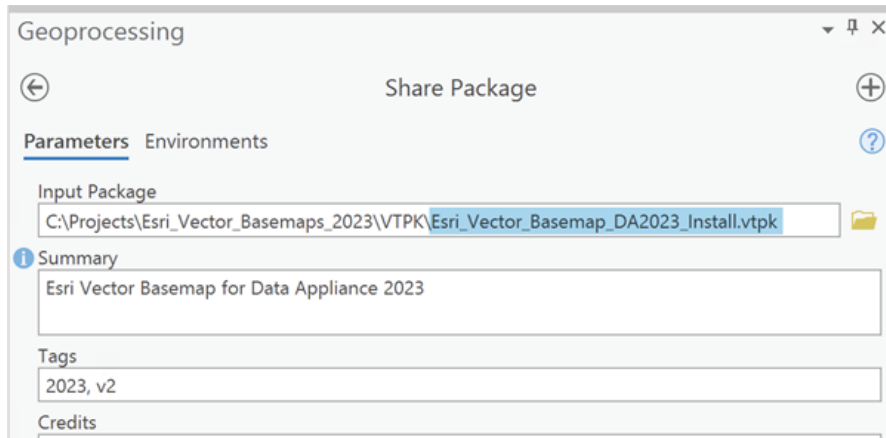 Geoprocessing
Share Package
Parameters Environments
Input Package
C:\Projects\Esri_Vector_Basemaps_2023\VTPK\Esri_Vector_Basemap_DA2023_Install.vtpk
Summary
Esri Vector Basemap for Data Appliance 2023
Tags
2023, v2
Credits